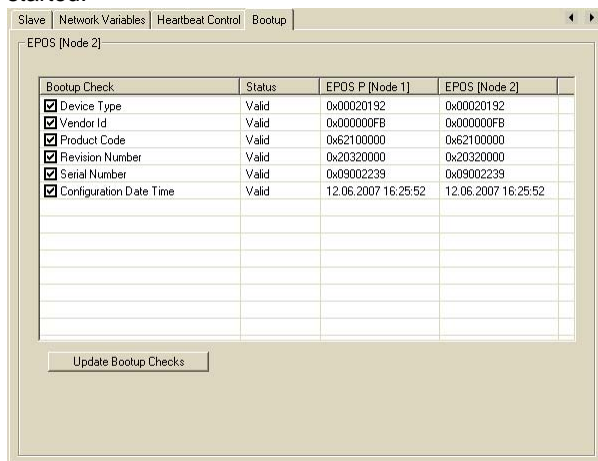 started.
Slave Network Variables Heartbeat Control Bootup
EPOS [Node 2]
Bootup Check Status EPOS P [Node 1] EPOS [Node 2]
Device Type Valid 0x00020192 0x00020192
Vendor Id Valid 0x000000FB 0x000000FB
Product Code Valid 0x62100000 0x62100000
Revision Number Valid 0x20320000 0x20320000
Serial Number Valid 0x09002239 0x09002239
Configuration Date Time Valid 12.06.2007 16:25:52 12.06.2007 16:25:52
Update Bootup Checks